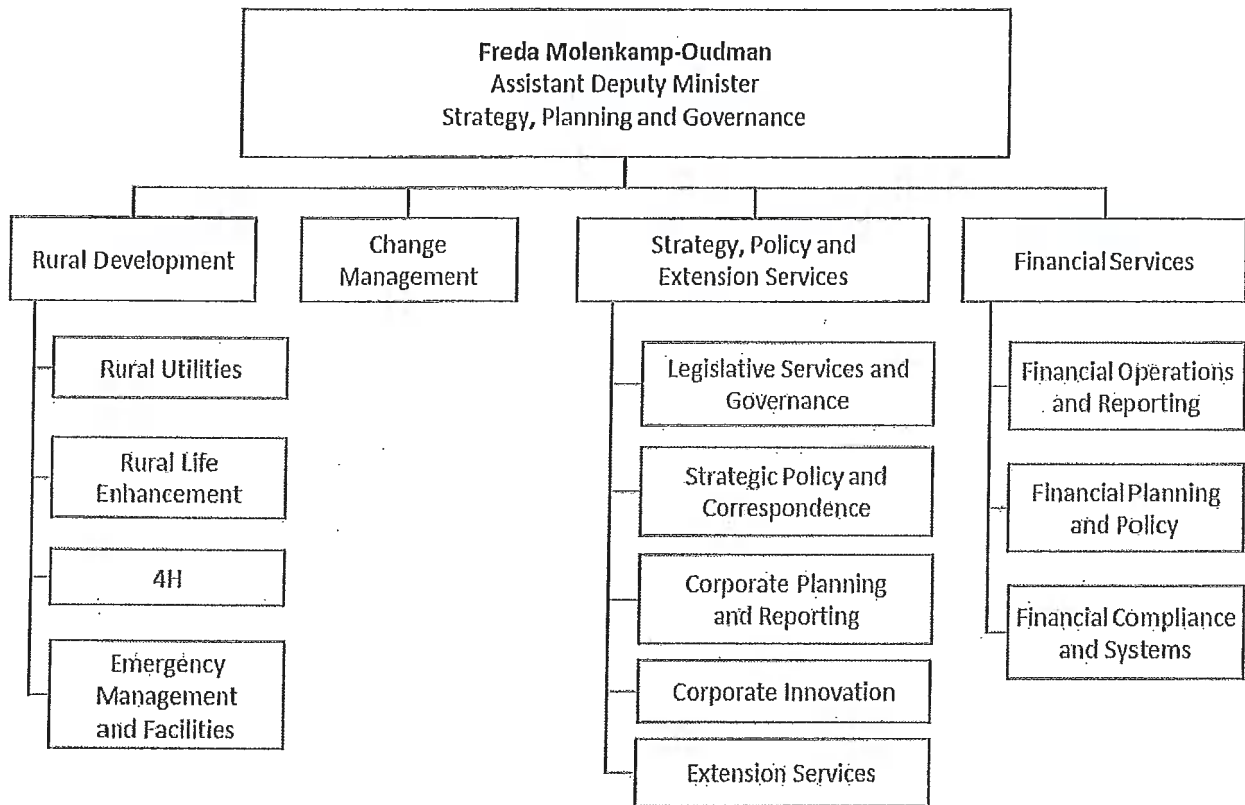 Freda Molenkamp-Oudman
Assistant Deputy Minister
Strategy, Planning and Governance
Rural Development
Change
Management
Strategy, Policy and
Extension Services
Financial Services
Rural Utilities
Rural Life
Enhancement
4H
Emergency
Management
and Facilities
Legislative Services and
Governance
Strategic Policy and
Correspondence
Corporate Planning
and Reporting
Corporate Innovation
Extension Services
Financial Operations
and Reporting
Financial Planning
and Policy
Financial Compliance
and Systems